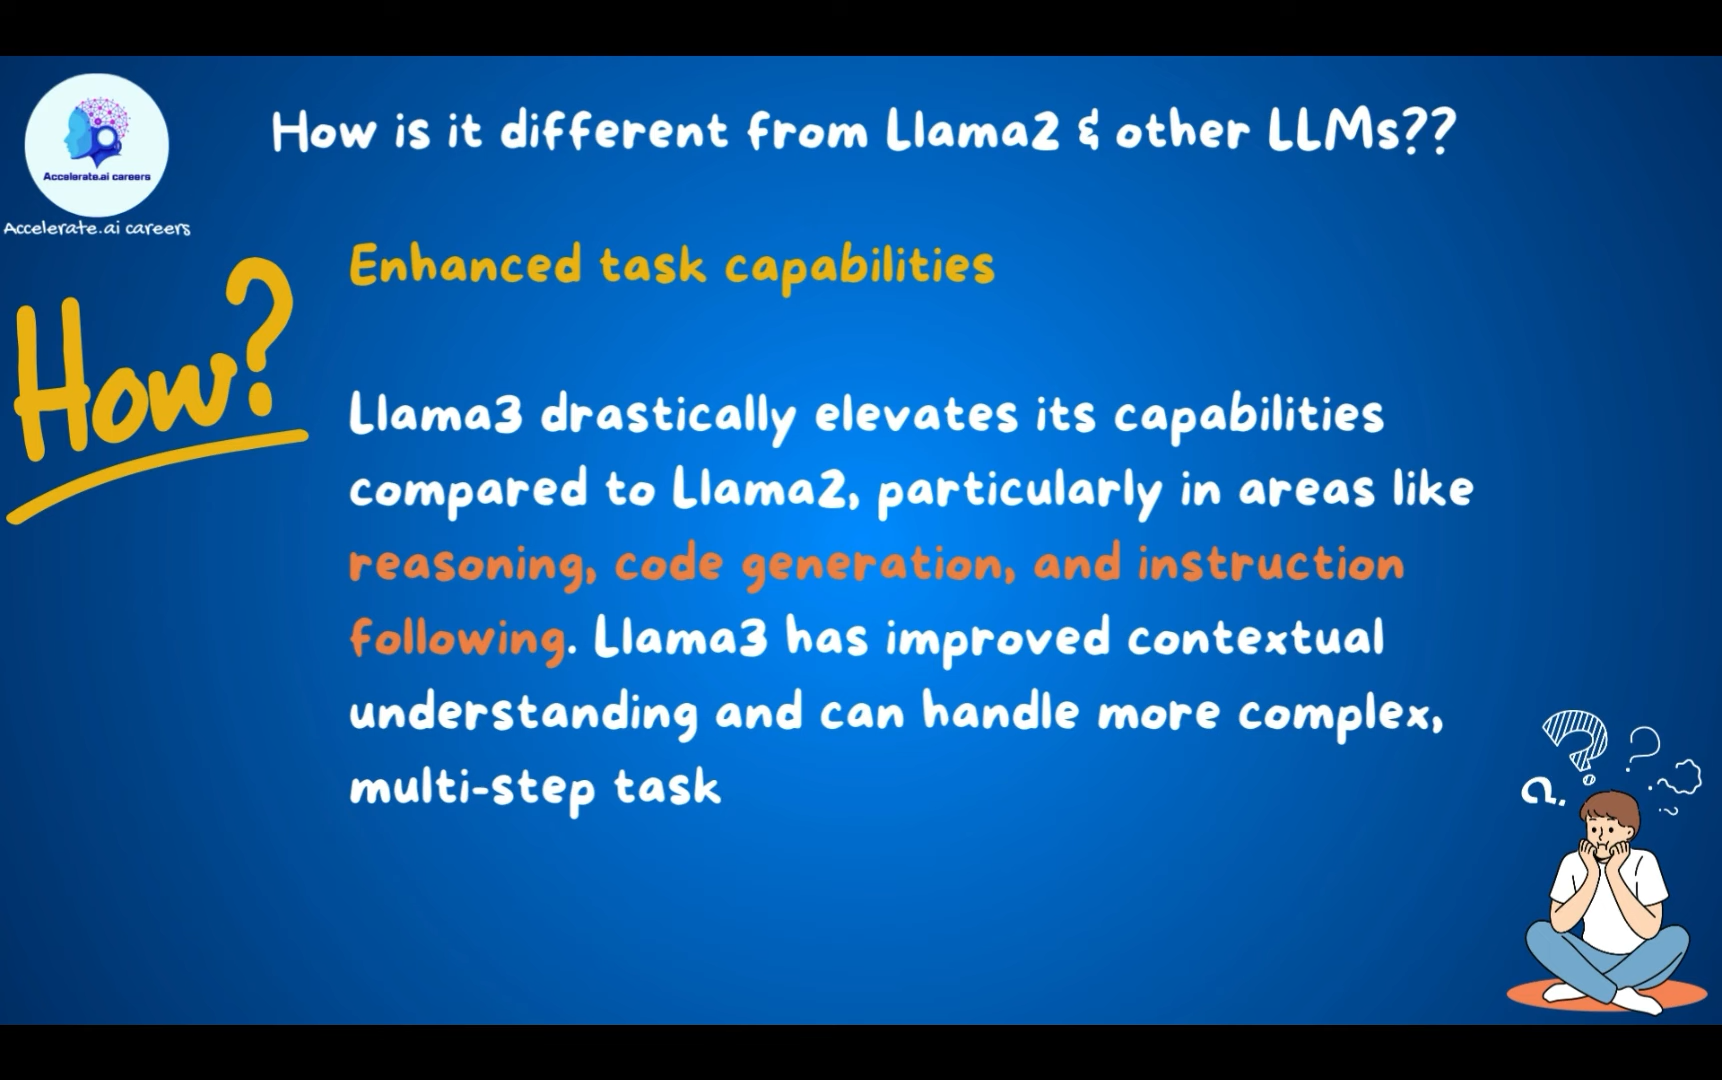 Accelerate.ai careers
Accelerate.ai careers
How is it different from Llama2 & other LLMs??
How?
Enhanced task capabilities
Llama3 drastically elevates its capabilities
compared to Llama2, particularly in areas like
reasoning, code generation, and instruction
following. Llama3 has improved contextual
understanding and can handle more complex,
multi-step task